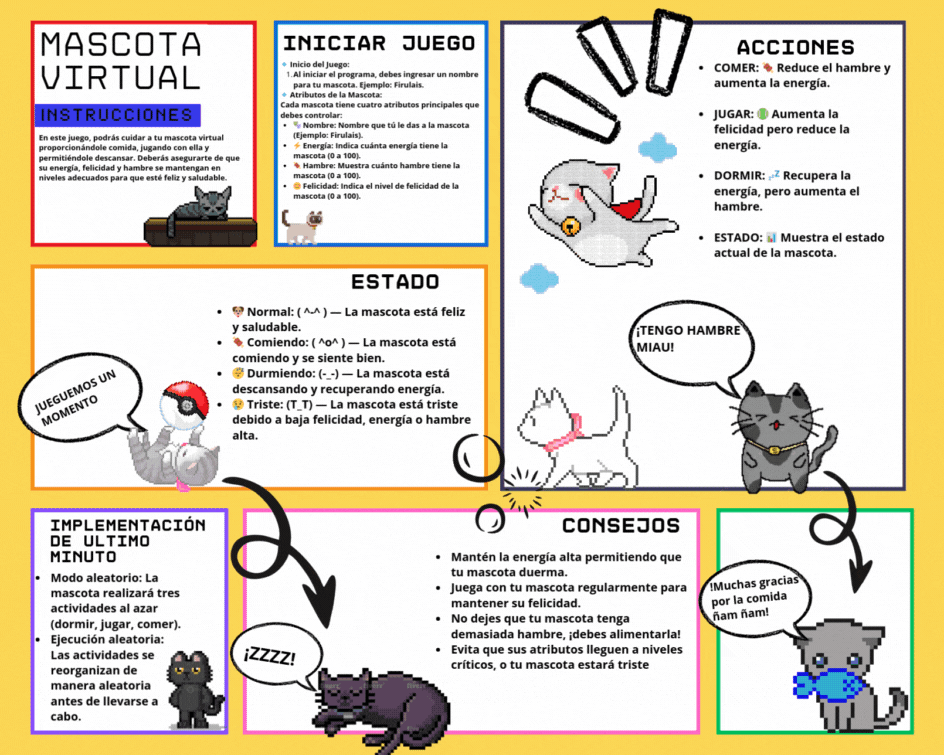 MASCOTA
VIRTUAL
INSTRUCCIONES
En este juego, podrás cuidar a tu mascota virtual
proporcionándole comida, jugando con ella y
permitiéndole descansar. Deberás asegurarte de que
su energía, felicidad y hambre se mantengan en
niveles adecuados para que esté feliz y saludable.
INICIAR JUEGO
Inicio del Juego:
1. Al iniciar el programa, debes ingresar un nombre
para tu mascota. Ejemplo: Firulais.
Atributos de la Mascota:
Cada mascota tiene cuatro atributos principales que
debes controlar:
• Nombre: Nombre que tú le das a la mascota
(Ejemplo: Firulais).
• ⚡ Energía: Indica cuánta energía tiene la
mascota (0 a 100).
• Hambre: Muestra cuánto hambre tiene la
mascota (0 a 100).
• Felicidad: Indica el nivel de felicidad de la
mascota (0 a 100).
ACCIONES
• COMER: Reduce el hambre y
aumenta la energía.
• JUGAR: Aumenta la
felicidad pero reduce la
energía.
• DORMIR: 💤 Recupera la
energía, pero aumenta el
hambre.
• ESTADO: 📊 Muestra el estado
actual de la mascota.
¡TENGO HAMBRE
MIAU!
ESTADO
• Normal: ( ^-^ ) — La mascota está feliz
y saludable.
• Comiendo: ( ^o^ ) — La mascota está
comiendo y se siente bien.
• Durmiendo: (-_-) — La mascota está
descansando y recuperando energía.
• Triste: (T_T) — La mascota está triste
debido a baja felicidad, energía o hambre
alta.
JUEGUEMOS UN
MOMENTO
IMPLEMENTACIÓN
DE ULTIMO
MINUTO
• Modo aleatorio: La
mascota realizará tres
actividades al azar
(dormir, jugar, comer).
• Ejecución aleatoria:
Las actividades se
reorganizan de
manera aleatoria
antes de llevarse a
cabo.
CONSEJOS
• Mantén la energía alta permitiendo que
tu mascota duerma.
• Juega con tu mascota regularmente para
mantener su felicidad.
• No dejes que tu mascota tenga
demasiada hambre, ¡debes alimentarla!
• Evita que sus atributos lleguen a niveles
críticos, o tu mascota estará triste
¡ZZZZ!
!Muchas gracias
por la comida
ñam ñam!